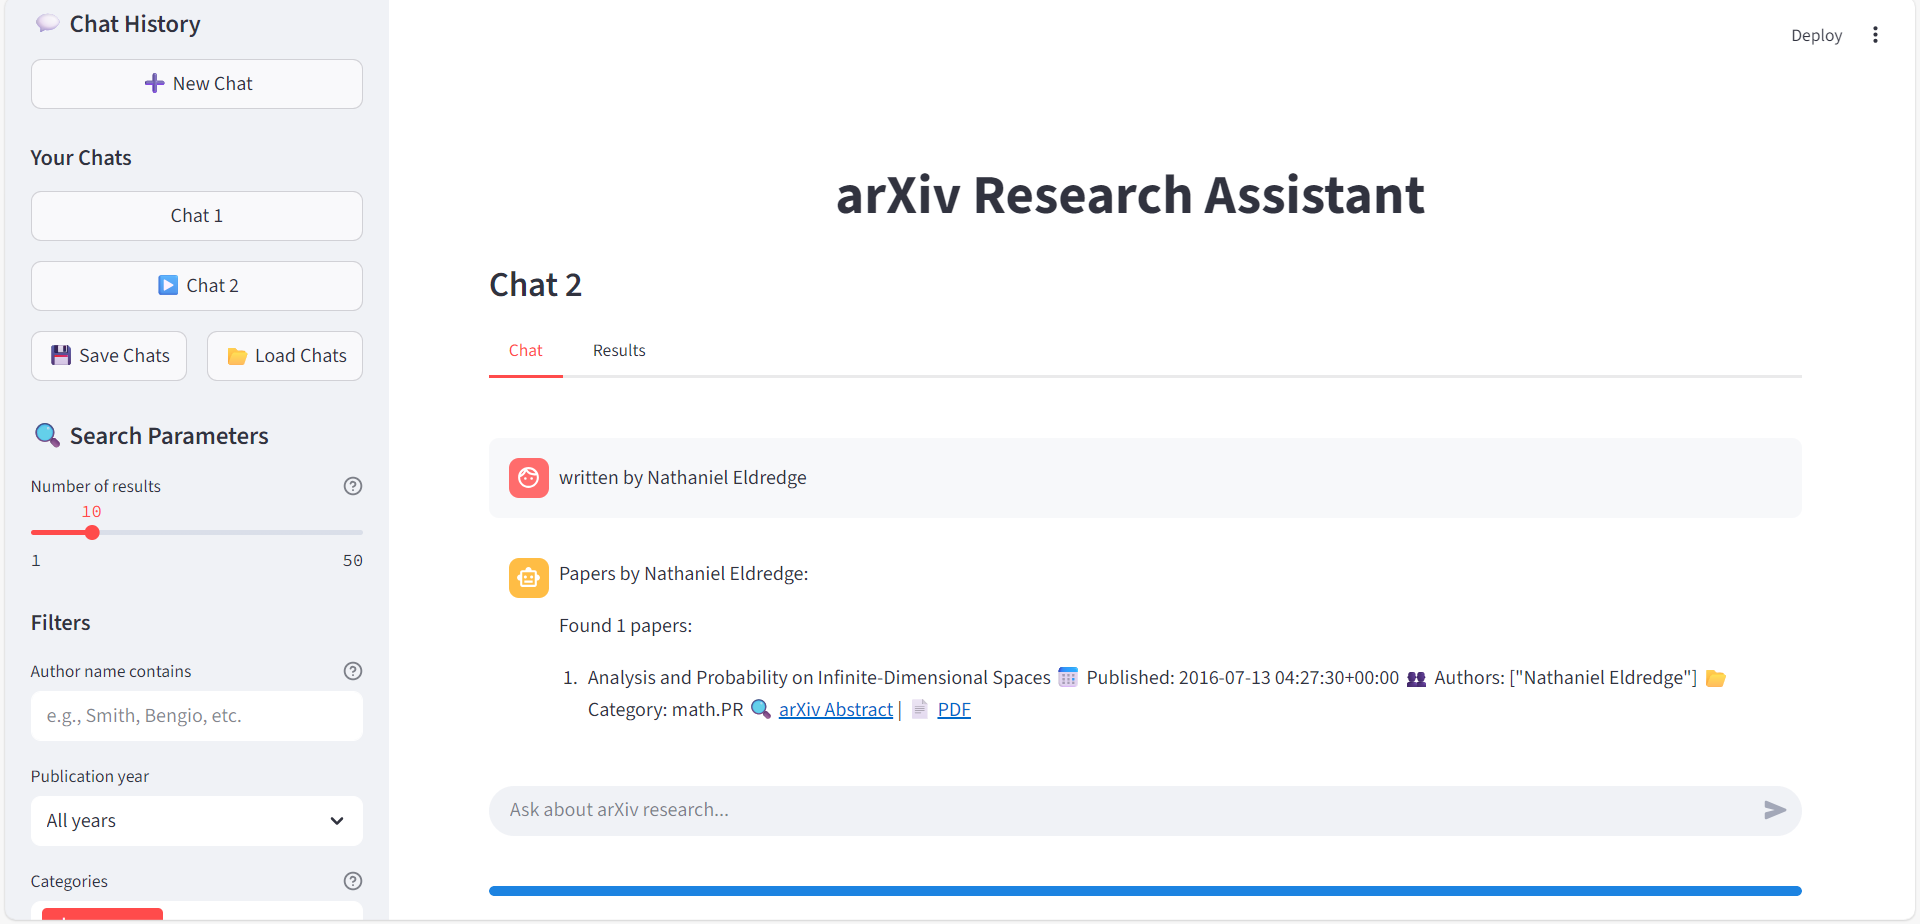 Chat History
New Chat
Your Chats
Chat 1
Chat 2
Save Chats
Load Chats
Search Parameters
Number of results
10
1
50
Filters
Author name contains
e.g., Smith, Bengio, etc.
Publication year
All years
Categories
Deploy
arXiv Research Assistant
Chat 2
Chat
Results
written by Nathaniel Eldredge
Papers by Nathaniel Eldredge:
Found 1 papers:
1. Analysis and Probability on Infinite-Dimensional Spaces Published: 2016-07-13 04:27:30+00:00 Authors: ["Nathaniel Eldredge"]
Category: math.PR arXiv Abstract | PDF
Ask about arXiv research...